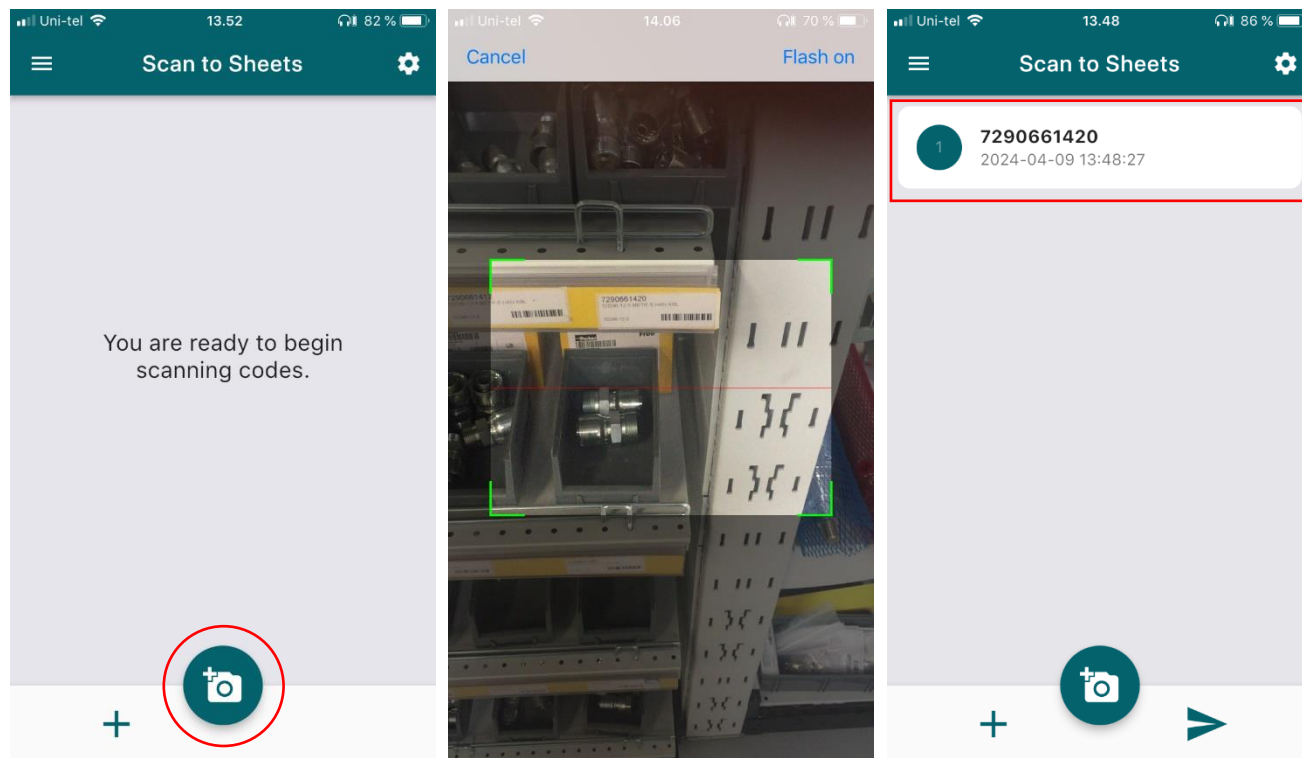 Uni-tel 13.52 82 %
Scan to Sheets
You are ready to begin
scanning codes.
Uni-tel 14.06 70 %
Cancel Flash on
7290661420
Uni-tel 13.48 86 %
Scan to Sheets
1 7290661420
2024-04-09 13:48:27